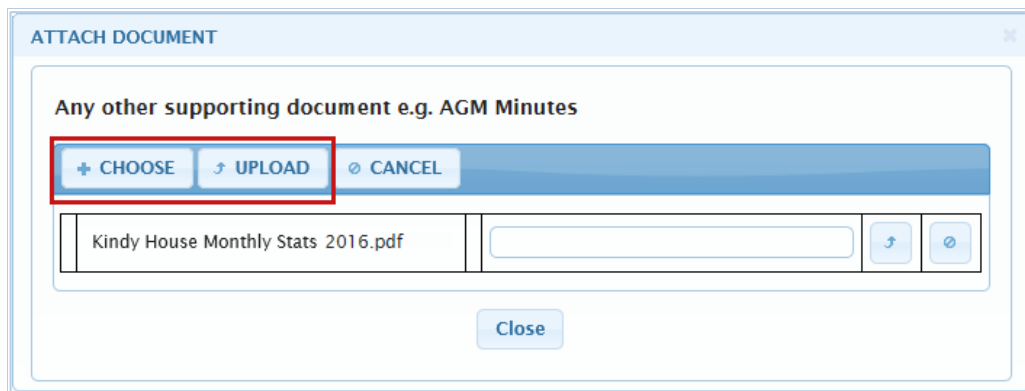 ATTACH DOCUMENT
Any other supporting document e.g. AGM Minutes
CHOOSE UPLOAD CANCEL
Kindy House Monthly Stats 2016.pdf
Close